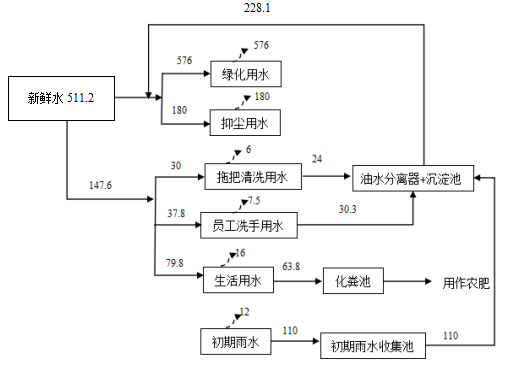 228.1
576
576
绿化用水
新鲜水 511.2
180
180
抑尘用水
6
30
拖把清洗用水
24
油水分离器+沉淀池
147.6
7.5
37.8
员工洗手用水
30.3
16
79.8
生活用水
63.8
化粪池
用作农肥
12
初期雨水
110
初期雨水收集池
110